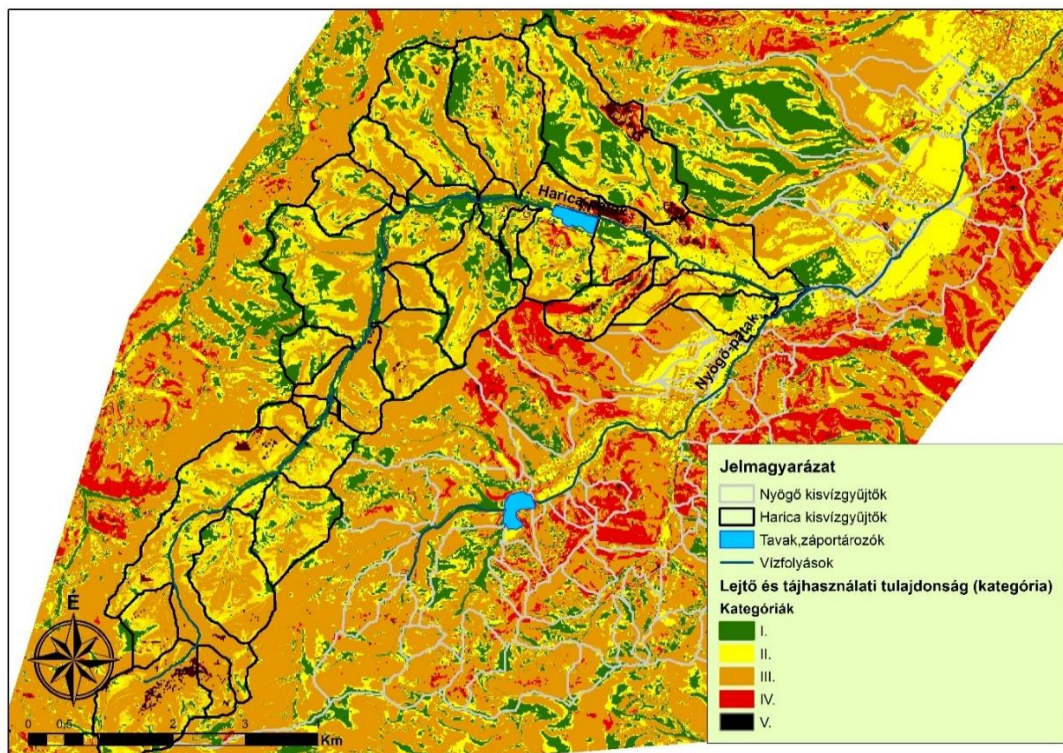 Harica-patak
Nyögő-patak
É
0 0,5 1 2 3
Km
Jelmagyarázat
Nyögő kisvízgyűjtők
Harica kisvízgyűjtők
Tavak,záportározók
Vízfolyások
Lejtő és tájhasználati tulajdonság (kategória)
Kategóriák
I.
II.
III.
IV.
V.